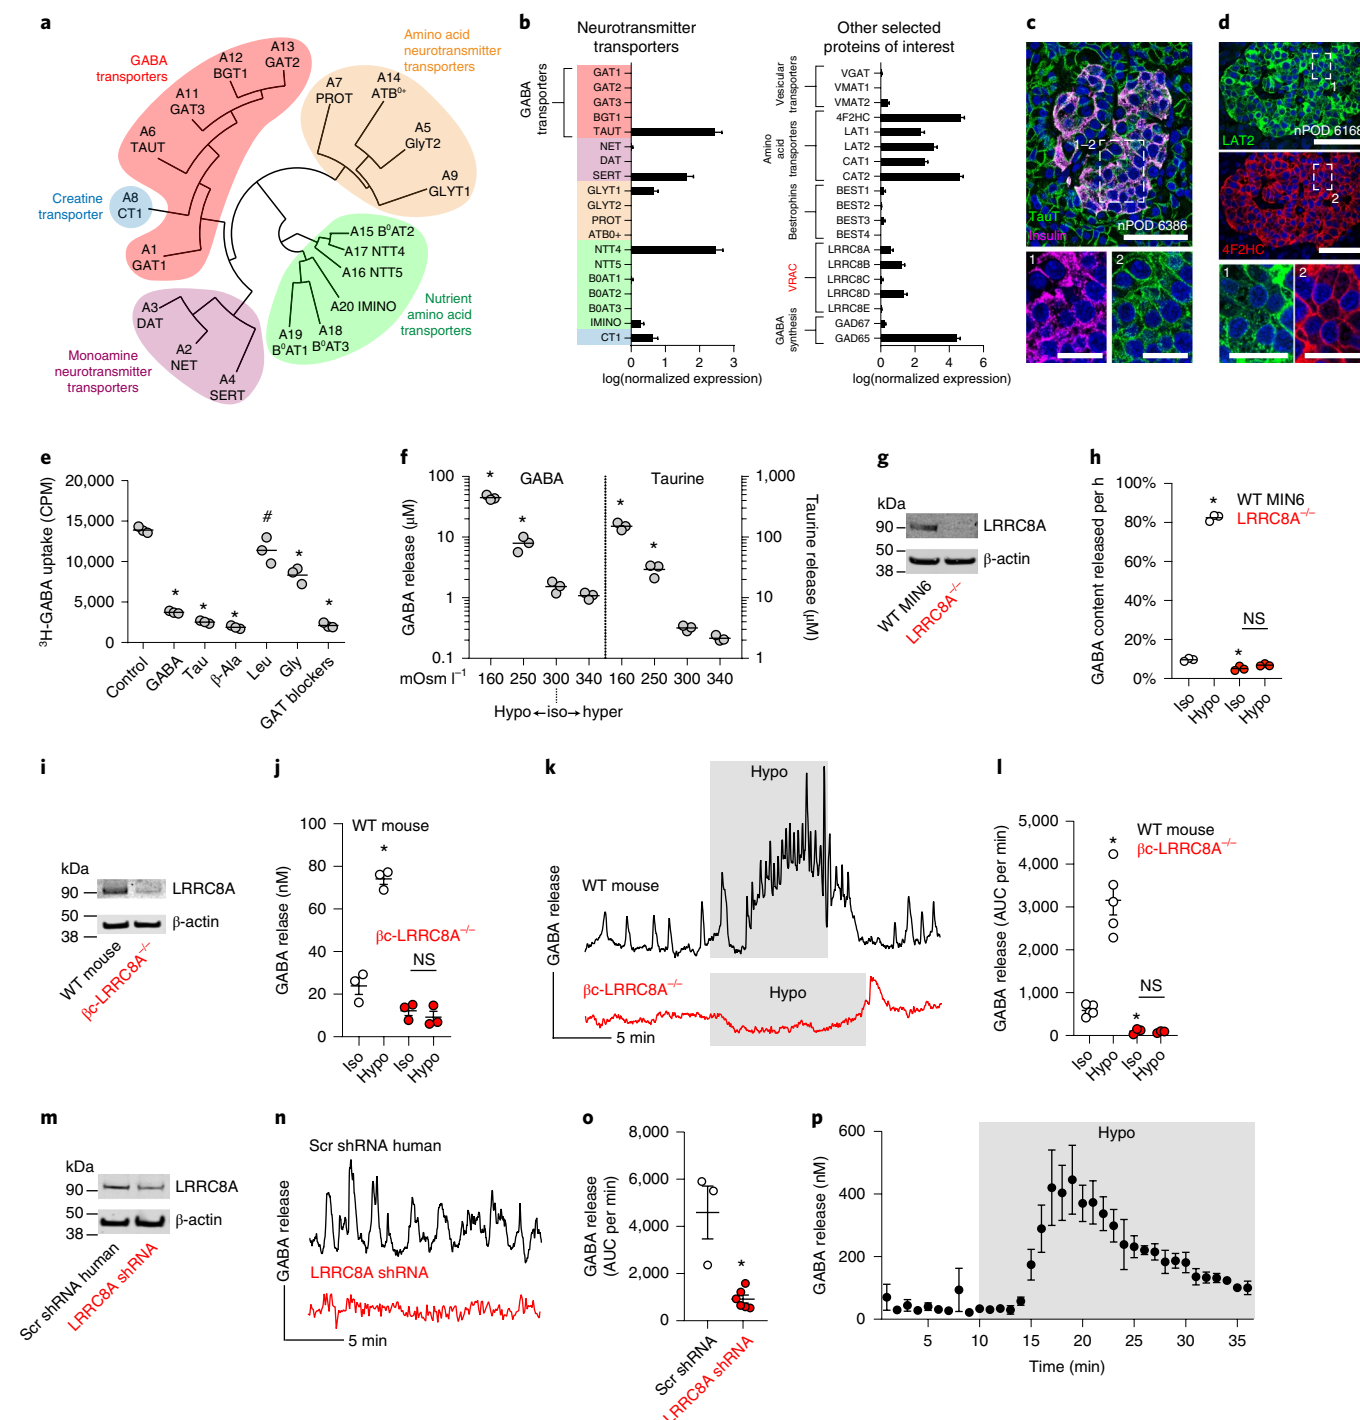 a
GABA
transporters
A12
BGT1
A13
GAT2
A11
GAT3
A6
TAUT
Creatine
transporter
A8
CT1
A1
GAT1
Amino acid
neurotransmitter
transporters
A7
PROT
A14
ATB⁰⁺
A5
GlyT2
A9
GLYT1
A15 B⁰AT2
A17 NTT4
A16 NTT5
A20 IMINO
A19
B⁰AT1
A18
B⁰AT3
Nutrient
amino acid
transporters
A3
DAT
A2
NET
A4
SERT
Monoamine
neurotransmitter
transporters
b
Neurotransmitter
transporters
GABA
transporters
GAT1
GAT2
GAT3
BGT1
TAUT
NET
DAT
SERT
GLYT1
GLYT2
PROT
ATB0+
NTT4
NTT5
B0AT1
B0AT2
B0AT3
IMINO
CT1
0 1 2 3
log(normalized expression)
Other selected
proteins of interest
Vesicular
transporters
Amino
acid
transporters
Bestrophins
VRAC
GABA
synthesis
VGAT
VMAT1
VMAT2
4F2HC
LAT1
LAT2
CAT1
CAT2
BEST1
BEST2
BEST3
BEST4
LRRC8A
LRRC8B
LRRC8C
LRRC8D
LRRC8E
GAD67
GAD65
0 2 4 6
log(normalized expression)
c
1–2
TauT
Insulin
nPOD 6386
1
2
d
1
nPOD 6168
LAT2
2
4F2HC
1
2
e
³H-GABA uptake (CPM)
20,000
15,000
10,000
5,000
0
* * * # * *
Control
GABA
Tau
β-Ala
Leu
Gly
GAT blockers
f
GABA release (μM)
100
10
1
0.1
GABA
Taurine
* * * *
1,000
100
10
1
Taurine release (μM)
mOsm l⁻¹
160 250 300 340 160 250 300 340
Hypo←iso→hyper
g
kDa
90
50
38
LRRC8A
β-actin
WT MIN6
LRRC8A⁻/⁻
h
GABA content released per h
100%
80%
60%
40%
20%
0%
WT MIN6
LRRC8A⁻/⁻
*
NS
*
Iso
Hypo
Iso
Hypo
i
kDa
90
50
38
LRRC8A
β-actin
WT mouse
βc-LRRC8A⁻/⁻
j
GABA relase (nM)
100
80
60
40
20
0
WT mouse
*
βc-LRRC8A⁻/⁻
NS
Iso
Hypo
Iso
Hypo
k
GABA release
Hypo
WT mouse
βc-LRRC8A⁻/⁻
Hypo
5 min
l
GABA release (AUC per min)
5,000
4,000
3,000
2,000
1,000
0
WT mouse
βc-LRRC8A⁻/⁻
*
NS
*
Iso
Hypo
Iso
Hypo
m
kDa
90
50
38
LRRC8A
β-actin
Scr shRNA human
LRRC8A shRNA
n
GABA release
Scr shRNA human
LRRC8A shRNA
5 min
o
GABA release
(AUC per min)
8,000
6,000
4,000
2,000
0
*
Scr shRNA
LRRC8A shRNA
p
GABA release (nM)
600
400
200
0
Hypo
5 10 15 20 25 30 35
Time (min)